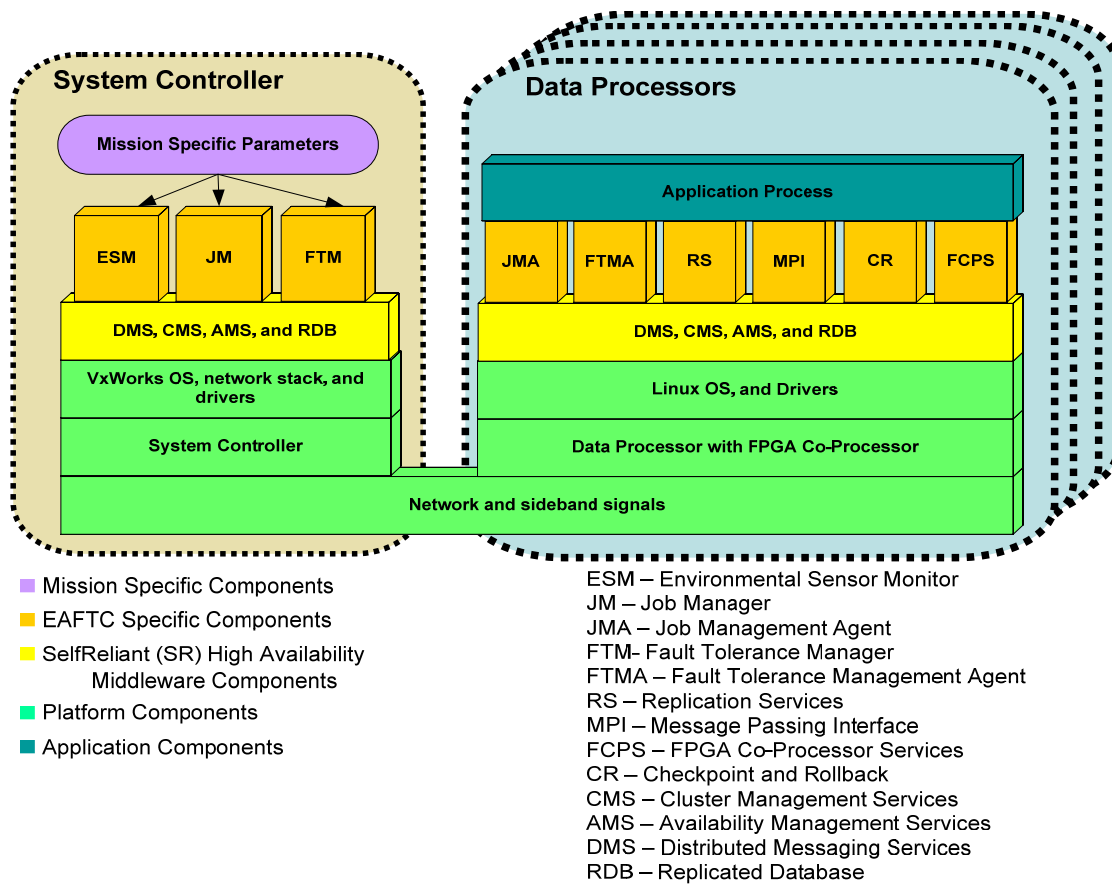 System Controller
Mission Specific Parameters
ESM
JM
FTM
DMS, CMS, AMS, and RDB
VxWorks OS, network stack, and
drivers
System Controller
Data Processors
Application Process
JMA
FTMA
RS
MPI
CR
FCPS
DMS, CMS, AMS, and RDB
Linux OS, and Drivers
Data Processor with FPGA Co-Processor
Network and sideband signals
Mission Specific Components
EAFTC Specific Components
SelfReliant (SR) High Availability
Middleware Components
Platform Components
Application Components
ESM – Environmental Sensor Monitor
JM – Job Manager
JMA – Job Management Agent
FTM– Fault Tolerance Manager
FTMA – Fault Tolerance Management Agent
RS – Replication Services
MPI – Message Passing Interface
FCPS – FPGA Co-Processor Services
CR – Checkpoint and Rollback
CMS – Cluster Management Services
AMS – Availability Management Services
DMS – Distributed Messaging Services
RDB – Replicated Database